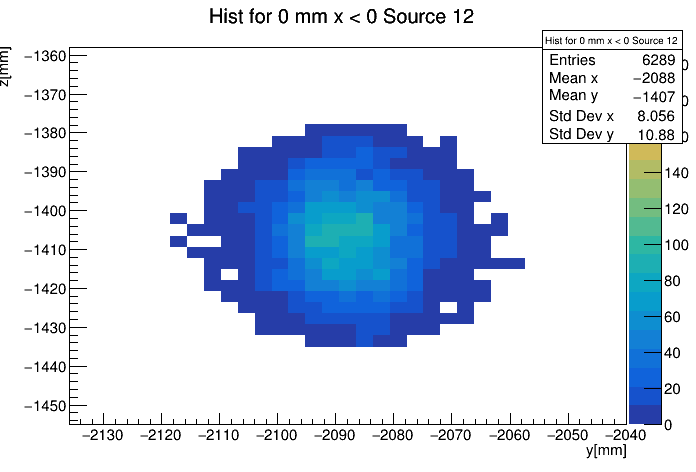 Hist for 0 mm x < 0 Source 12
Hist for 0 mm x < 0 Source 12
Entries 6289
Mean x −2088
Mean y −1407
Std Dev x 8.056
Std Dev y 10.88
z[mm]
−1360
−1370
−1380
−1390
−1400
−1410
−1420
−1430
−1440
−1450
−2130 −2120 −2110 −2100 −2090 −2080 −2070 −2060 −2050 −2040
y[mm]
140
120
100
80
60
40
20
0